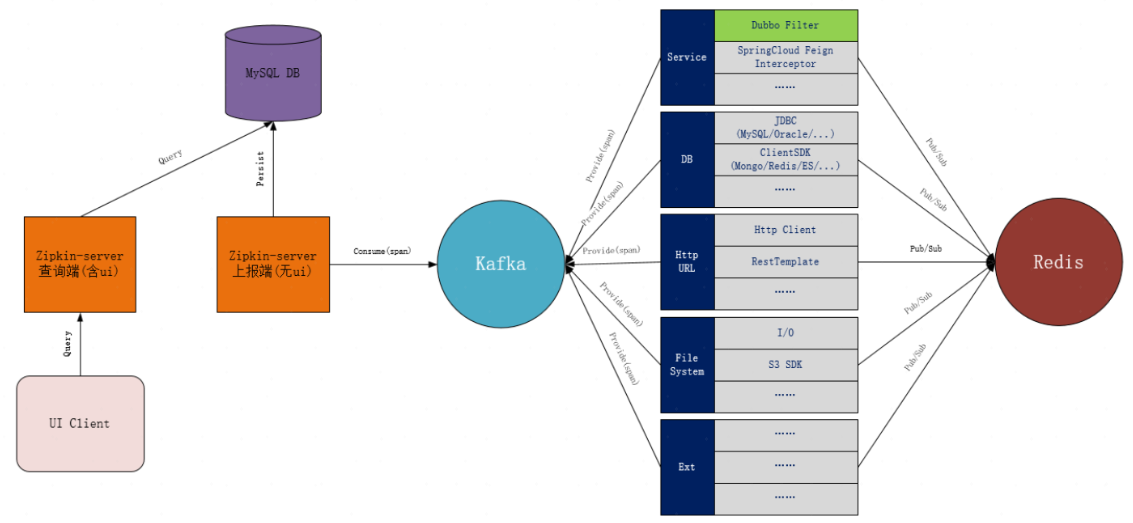 MySQL DB
Query
Persist
Zipkin-server
查询端(含ui)
Zipkin-server
上报端(无ui)
Query
UI Client
Consume(span)
Kafka
Provide(span)
Provide(span)
Provide(span)
Provide(span)
Provide(span)
Service
Dubbo Filter
SpringCloud Feign
Interceptor
……
DB
JDBC
(MySQL/Oracle/...)
ClientSDK
(Mongo/Redis/ES/...)
……
Http
URL
Http Client
RestTemplate
……
File
System
I/O
S3 SDK
……
Ext
……
……
……
Pub/Sub
Pub/Sub
Pub/Sub
Pub/Sub
Pub/Sub
Redis